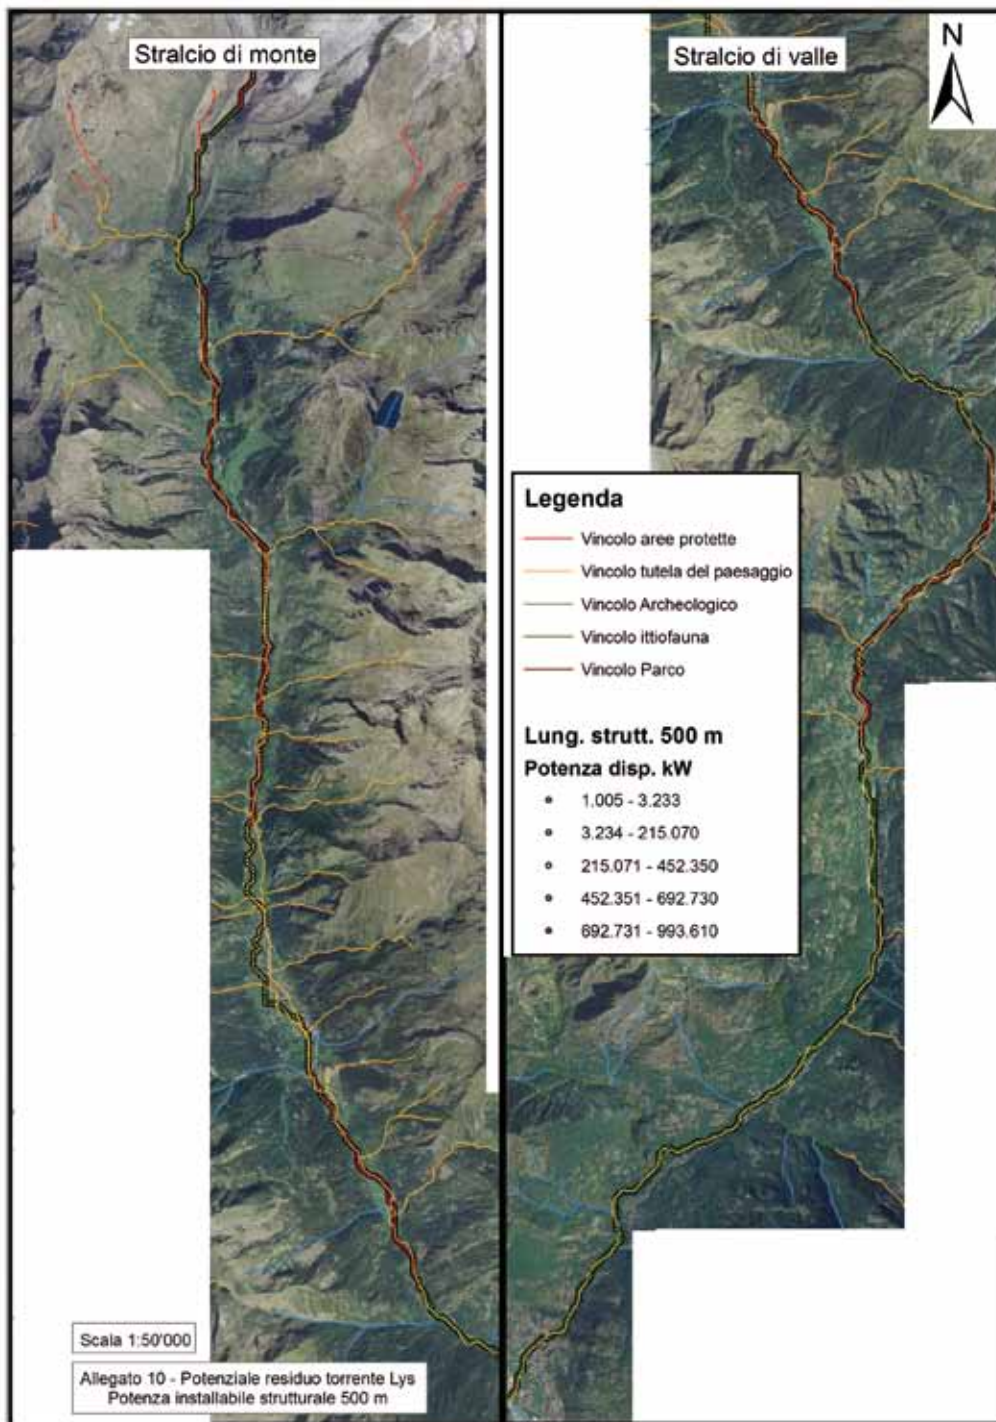 Stralcio di monte
Stralcio di valle
N
Legenda
Vincolo aree protette
Vincolo tutela del paesaggio
Vincolo Archeologico
Vincolo ittiofauna
Vincolo Parco
Lung. strutt. 500 m
Potenza disp. kW
1.005 - 3.233
3.234 - 215.070
215.071 - 452.350
452.351 - 692.730
692.731 - 993.610
Scala 1:50'000
Allegato 10 - Potenziale residuo torrente Lys
Potenza installabile strutturale 500 m